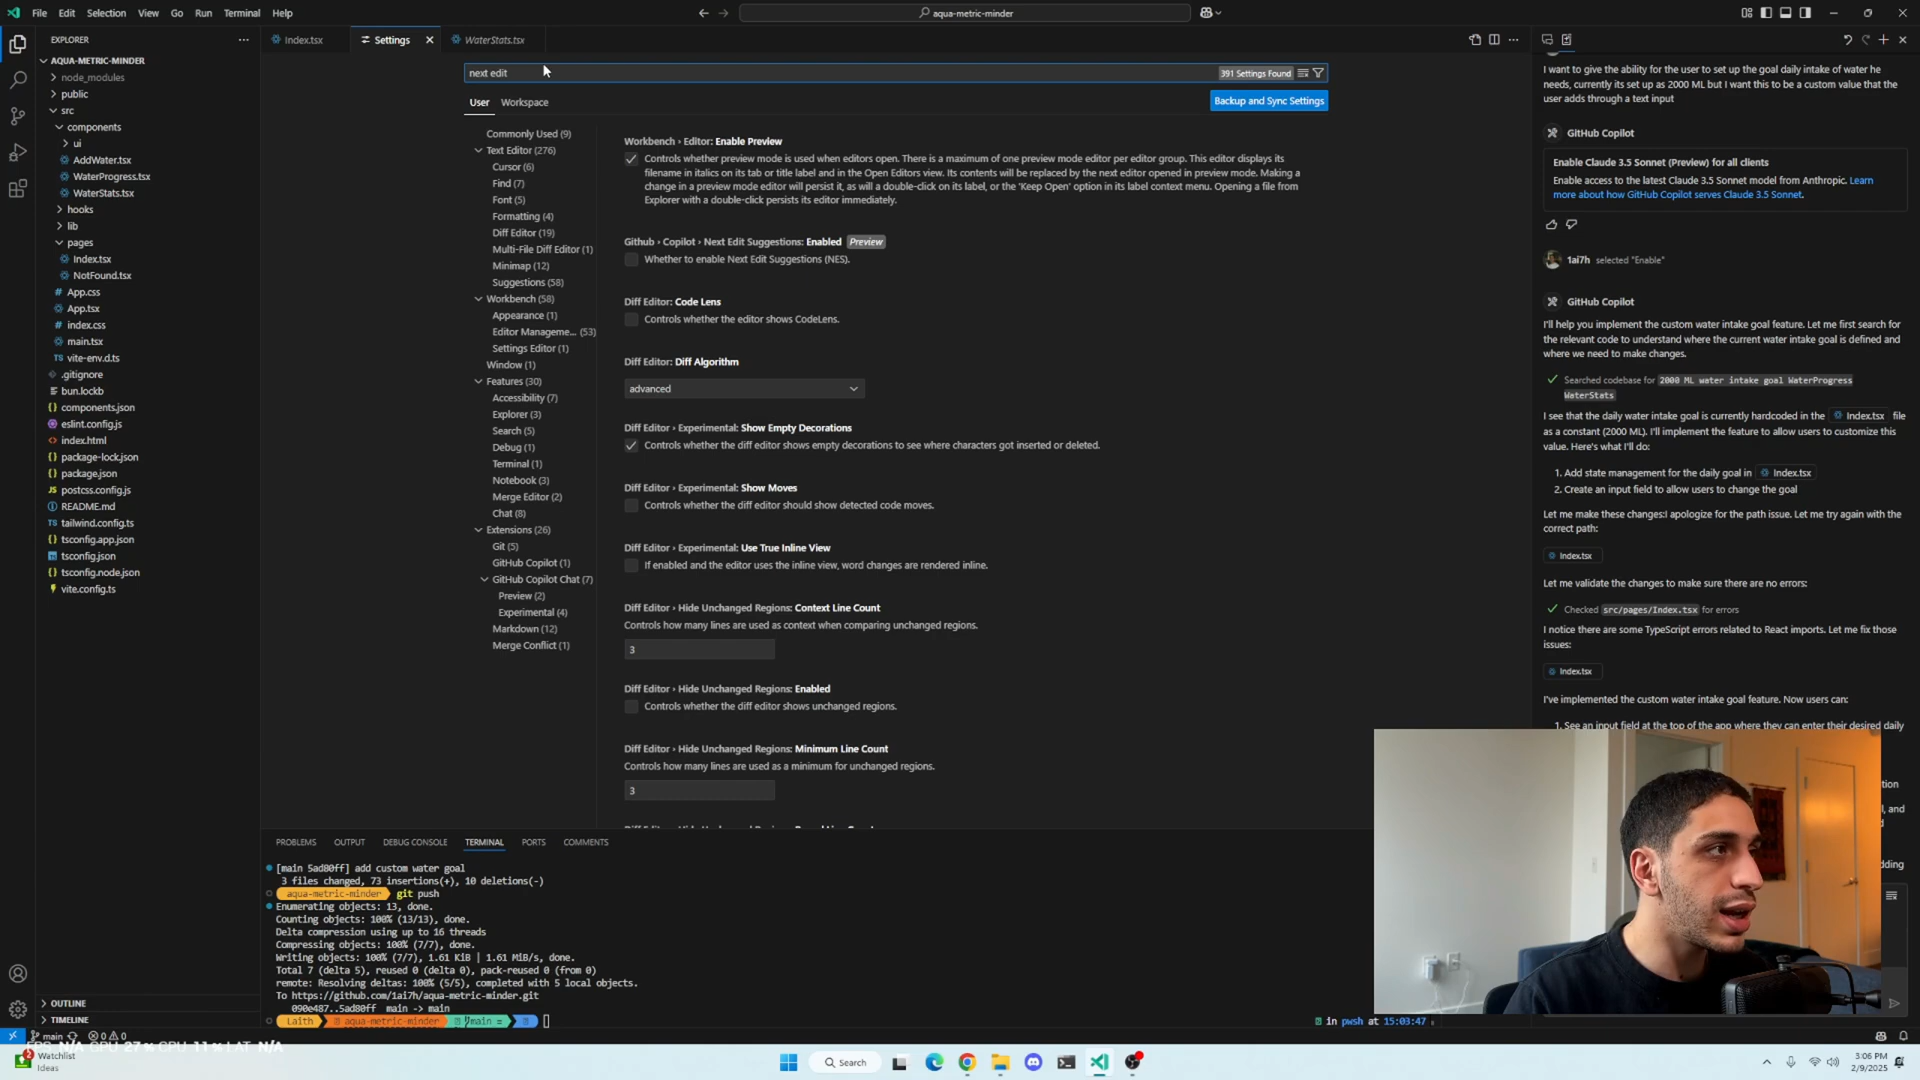 File Edit Selection View Go Run Terminal Help
aqua-metric-minder
EXPLORER
AQUA-METRIC-MINDER
node_modules
public
src
components
ui
AddWater.tsx
WaterProgress.tsx
WaterStats.tsx
hooks
lib
pages
Index.tsx
NotFound.tsx
App.css
App.tsx
index.css
main.tsx
vite-env.d.ts
.gitignore
bun.lockb
components.json
eslint.config.js
index.html
package-lock.json
package.json
postcss.config.js
README.md
tailwind.config.ts
tsconfig.app.json
tsconfig.json
tsconfig.node.json
vite.config.ts
OUTLINE
TIMELINE
Index.tsx Settings WaterStats.tsx
next edit
391 Settings Found
User Workspace
Backup and Sync Settings
Commonly Used (9)
Text Editor (276)
Cursor (6)
Find (7)
Font (5)
Formatting (4)
Diff Editor (19)
Multi-File Diff Editor (1)
Minimap (12)
Suggestions (58)
Workbench (58)
Appearance (1)
Editor Manageme... (53)
Settings Editor (1)
Window (1)
Features (30)
Accessibility (7)
Explorer (3)
Search (5)
Debug (1)
Terminal (1)
Notebook (3)
Merge Editor (2)
Chat (8)
Extensions (26)
Git (5)
GitHub Copilot (1)
GitHub Copilot Chat (7)
Preview (2)
Experimental (4)
Markdown (12)
Merge Conflict (1)
Workbench › Editor: Enable Preview
Controls whether preview mode is used when editors open. There is a maximum of one preview mode editor per editor group. This editor displays its
filename in italics on its tab or title label and in the Open Editors view. Its contents will be replaced by the next editor opened in preview mode. Making a
change in a preview mode editor will persist it, as will a double-click on its label, or the 'Keep Open' option in its label context menu. Opening a file from
Explorer with a double-click persists its editor immediately.
Github › Copilot › Next Edit Suggestions: Enabled Preview
Whether to enable Next Edit Suggestions (NES).
Diff Editor: Code Lens
Controls whether the editor shows CodeLens.
Diff Editor: Diff Algorithm
advanced
Diff Editor › Experimental: Show Empty Decorations
Controls whether the diff editor shows empty decorations to see where characters got inserted or deleted.
Diff Editor › Experimental: Show Moves
Controls whether the diff editor should show detected code moves.
Diff Editor › Experimental: Use True Inline View
If enabled and the editor uses the inline view, word changes are rendered inline.
Diff Editor › Hide Unchanged Regions: Context Line Count
Controls how many lines are used as context when comparing unchanged regions.
3
Diff Editor › Hide Unchanged Regions: Enabled
Controls whether the diff editor shows unchanged regions.
Diff Editor › Hide Unchanged Regions: Minimum Line Count
Controls how many lines are used as a minimum for unchanged regions.
3
PROBLEMS OUTPUT DEBUG CONSOLE TERMINAL PORTS COMMENTS
[main 5ad80ff] add custom water goal
3 files changed, 73 insertions(+), 10 deletions(-)
aqua-metric-minder git push
Enumerating objects: 13, done.
Counting objects: 100% (13/13), done.
Delta compression using up to 16 threads
Compressing objects: 100% (7/7), done.
Writing objects: 100% (7/7), 1.61 KiB | 1.61 MiB/s, done.
Total 7 (delta 5), reused 0 (delta 0), pack-reused 0 (from 0)
remote: Resolving deltas: 100% (5/5), completed with 5 local objects.
To https://github.com/1ai7h/aqua-metric-minder.git
090e487..5ad80ff main -> main
Laith aqua-metric-minder main =
in pwsh at 15:03:47
I want to give the ability for the user to set up the goal daily intake of water he
needs, currently its set up as 2000 ML but I want this to be a custom value that the
user adds through a text input
GitHub Copilot
Enable Claude 3.5 Sonnet (Preview) for all clients
Enable access to the latest Claude 3.5 Sonnet model from Anthropic. Learn
more about how GitHub Copilot serves Claude 3.5 Sonnet.
1ai7h selected "Enable"
GitHub Copilot
I'll help you implement the custom water intake goal feature. Let me first search for
the relevant code to understand where the current water intake goal is defined and
where we need to make changes.
Searched codebase for 2000 ML water intake goal WaterProgress
WaterStats
I see that the daily water intake goal is currently hardcoded in the Index.tsx file
as a constant (2000 ML). I'll implement the feature to allow users to customize this
value. Here's what I'll do:
1. Add state management for the daily goal in Index.tsx
2. Create an input field to allow users to change the goal
Let me make these changes:I apologize for the path issue. Let me try again with the
correct path:
Index.tsx
Let me validate the changes to make sure there are no errors:
Checked src/pages/Index.tsx for errors
I notice there are some TypeScript errors related to React imports. Let me fix those
issues:
Index.tsx
I've implemented the custom water intake goal feature. Now users can:
1. See an input field at the top of the app where they can enter their desired daily
main 0 0
FPS N/A GPU 27 % CPU 11 % LAT N/A
2
Watchlist
Ideas
Search
3:06 PM
2/9/2025